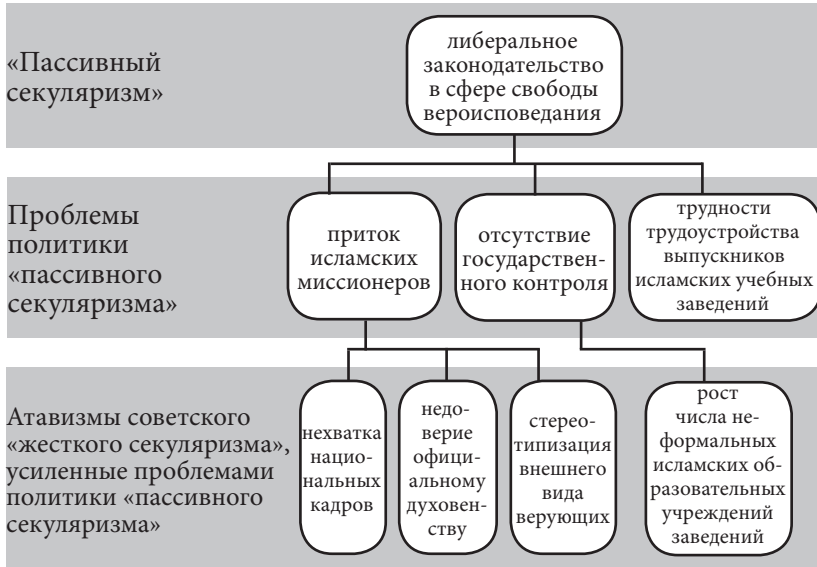 «Пассивный
секуляризм»
либеральное
законодательство
в сфере свободы
вероисповедания
Проблемы
политики
«пассивного
секуляризма»
приток
исламских
миссионеров
отсутствие
государствен-
ного контроля
трудности
трудоустройства
выпускников
исламских учебных
заведений
Атавизмы советского
«жесткого секуляризма»,
усиленные проблемами
политики «пассивного
секуляризма»
нехватка
нацио-
нальных
кадров
недо-
верие
офици-
альному
духовен-
ству
стерео-
типизация
внешнего
вида
верующих
рост
числа не-
формальных
исламских об-
разовательных
учреждений
заведений